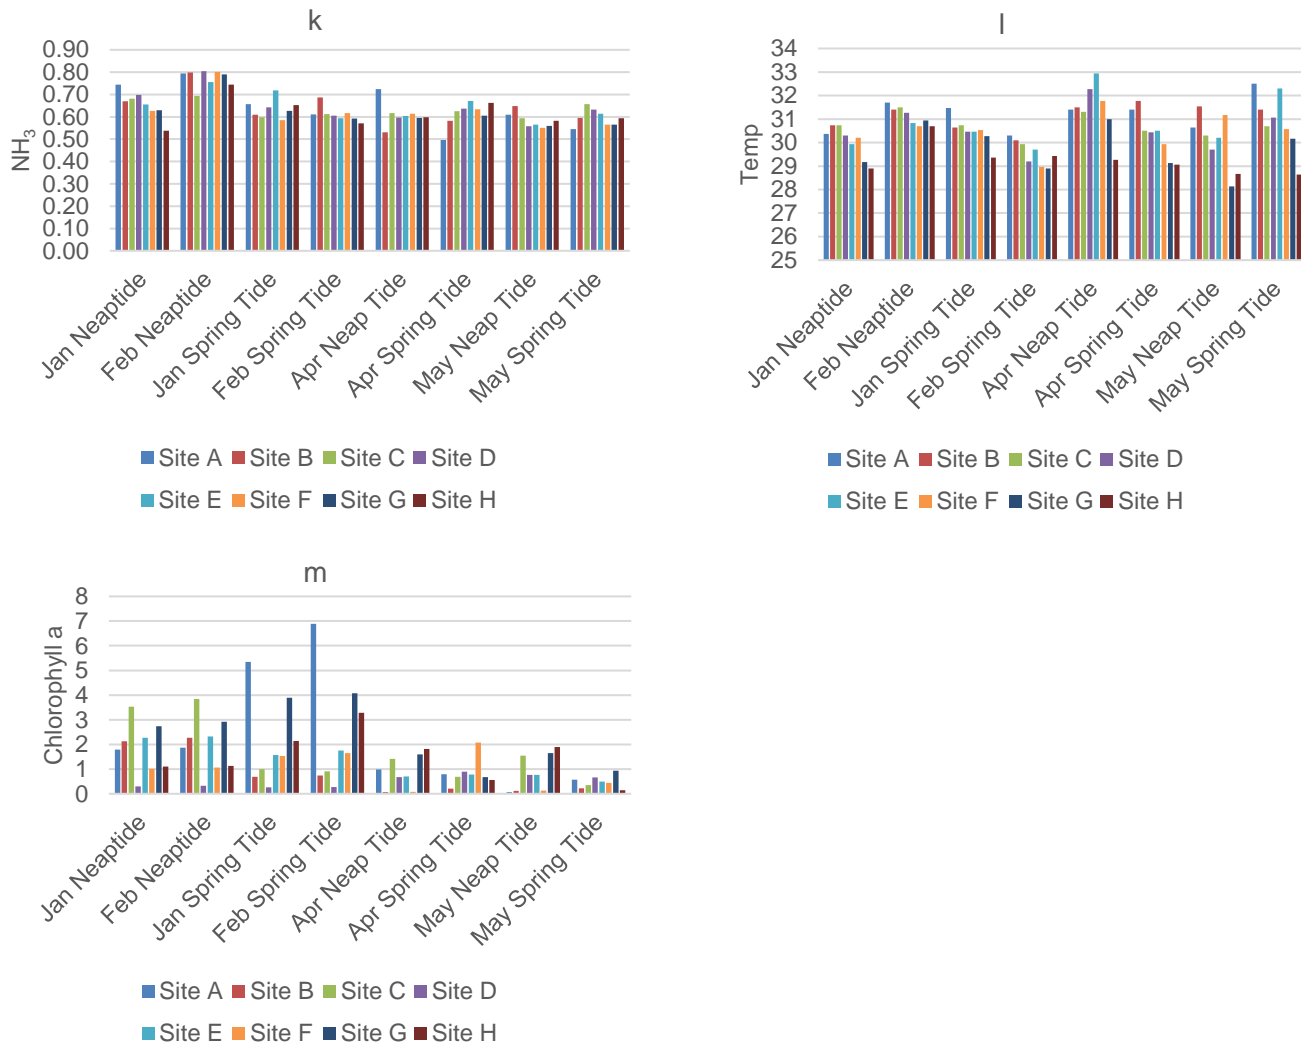 k
0.90
0.80
0.70
0.60
0.50
0.40
0.30
0.20
0.10
0.00
NH₃
Jan Neaptide
Feb Neaptide
Jan Spring Tide
Feb Spring Tide
Apr Neap Tide
Apr Spring Tide
May Neap Tide
May Spring Tide
Site A Site B Site C Site D
Site E Site F Site G Site H
l
34
33
32
31
30
29
28
27
26
25
Temp
Jan Neaptide
Feb Neaptide
Jan Spring Tide
Feb Spring Tide
Apr Neap Tide
Apr Spring Tide
May Neap Tide
May Spring Tide
Site A Site B Site C Site D
Site E Site F Site G Site H
m
8
7
6
5
4
3
2
1
0
Chlorophyll a
Jan Neaptide
Feb Neaptide
Jan Spring Tide
Feb Spring Tide
Apr Neap Tide
Apr Spring Tide
May Neap Tide
May Spring Tide
Site A Site B Site C Site D
Site E Site F Site G Site H